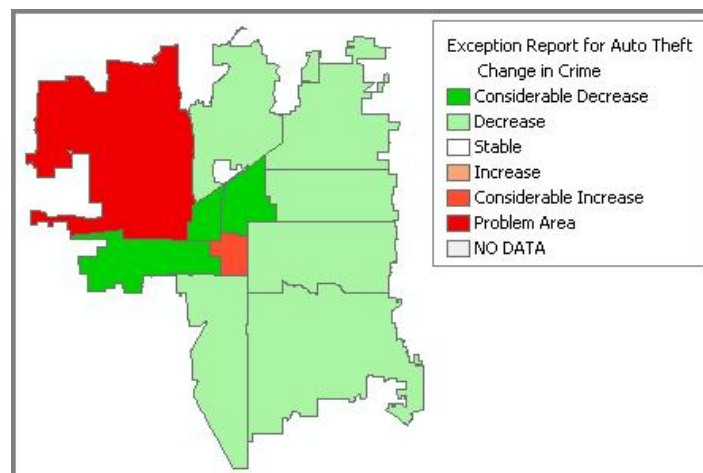 Exception Report for Auto Theft
Change in Crime
Considerable Decrease
Decrease
Stable
Increase
Considerable Increase
Problem Area
NO DATA